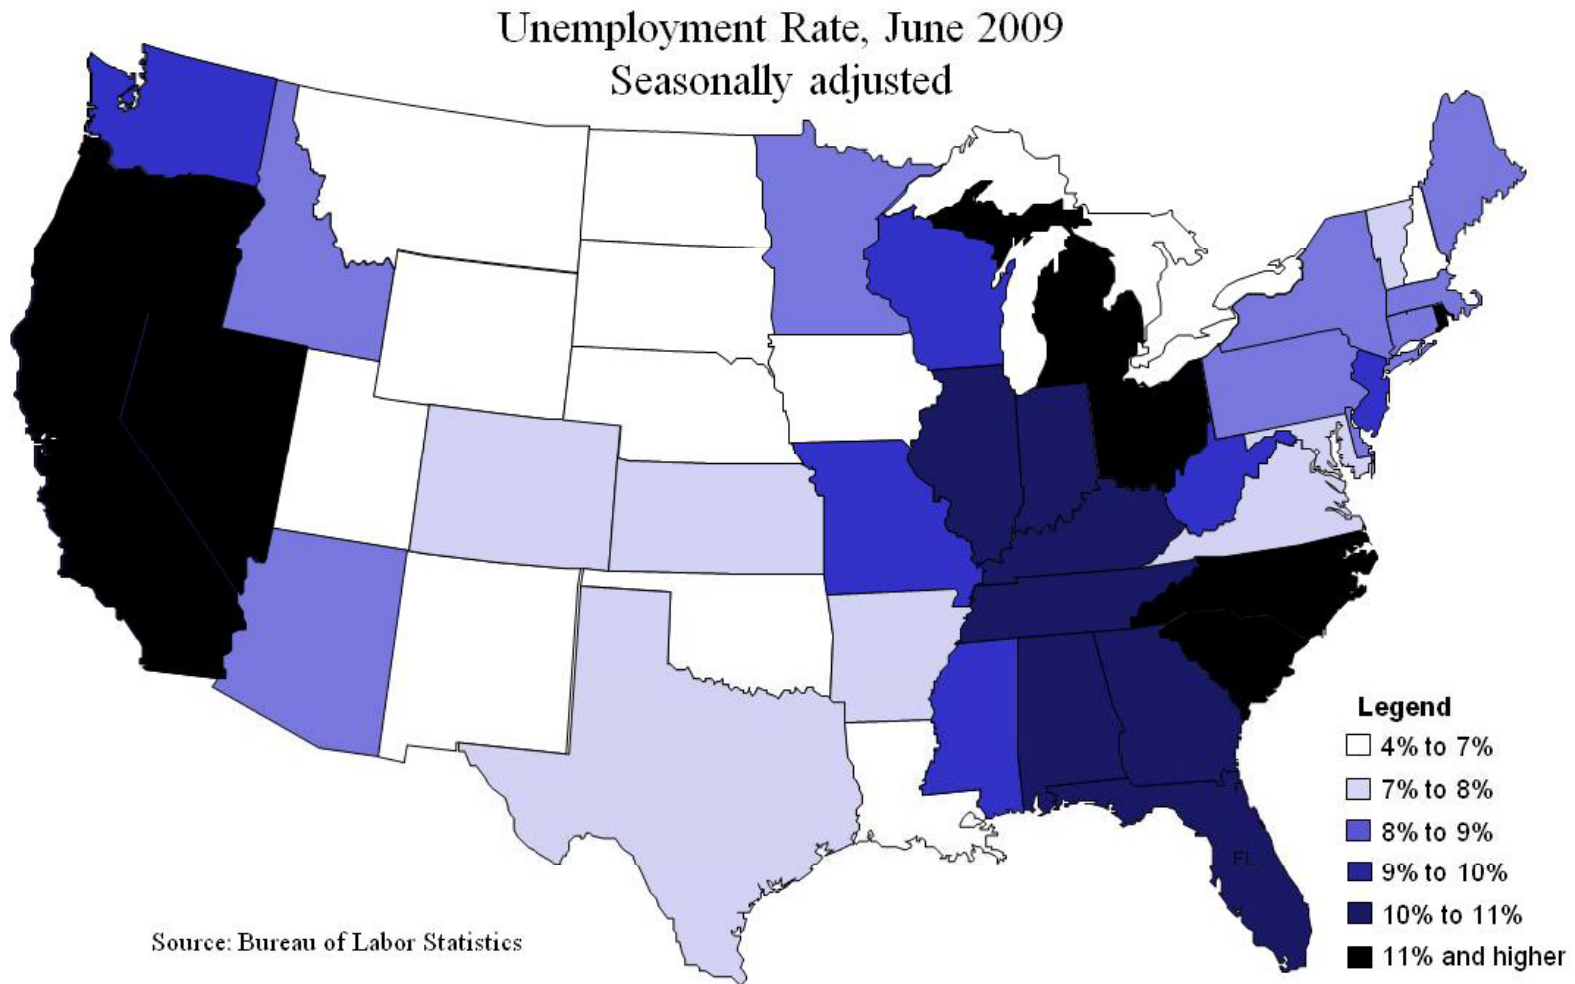 Unemployment Rate, June 2009
Seasonally adjusted
FL
Legend
4% to 7%
7% to 8%
8% to 9%
9% to 10%
10% to 11%
11% and higher
Source: Bureau of Labor Statistics